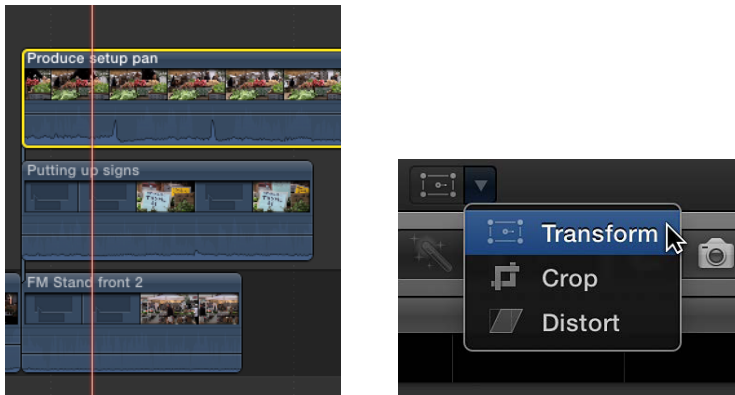 Produce setup pan
Putting up signs
FM Stand front 2
Transform
Crop
Distort